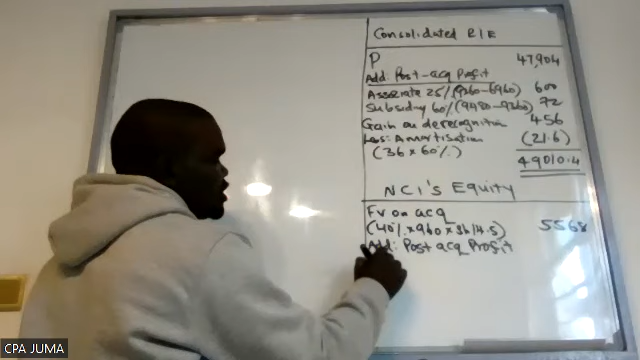 Consolidated R/E
P 47,904
Add: Post-acq Profit
Associate 25% (9360-6960) 600
Subsidiary 60% (9480-9360) 72
Gain on derecognition 456
Less: Amortisation (21.6)
(36 x 60%)
49010.4
NCI's Equity
FV on acq
(40% x 960 x sh14.5) 5568
Add: Post acq Profit
CPA JUMA